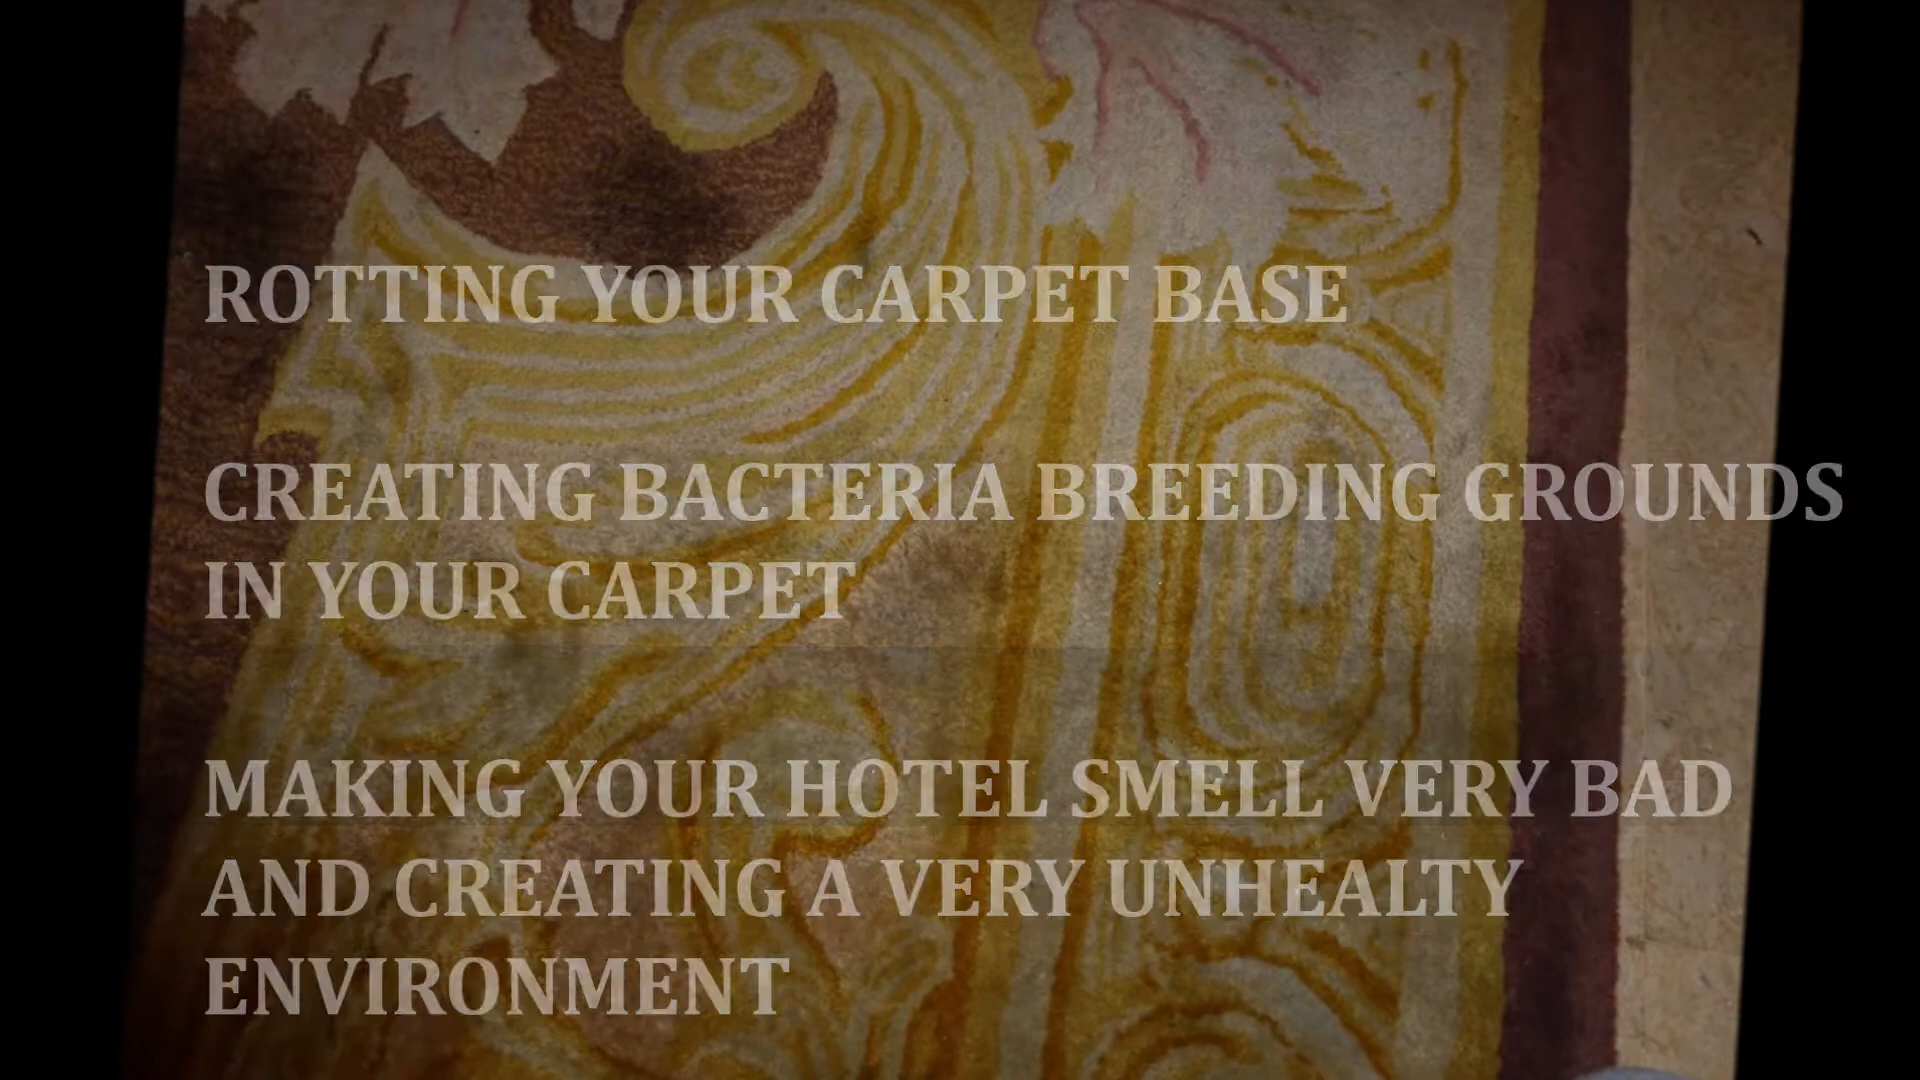 ROTTING YOUR CARPET BASE
CREATING BACTERIA BREEDING GROUNDS
IN YOUR CARPET
MAKING YOUR HOTEL SMELL VERY BAD
AND CREATING A VERY UNHEALTY
ENVIRONMENT